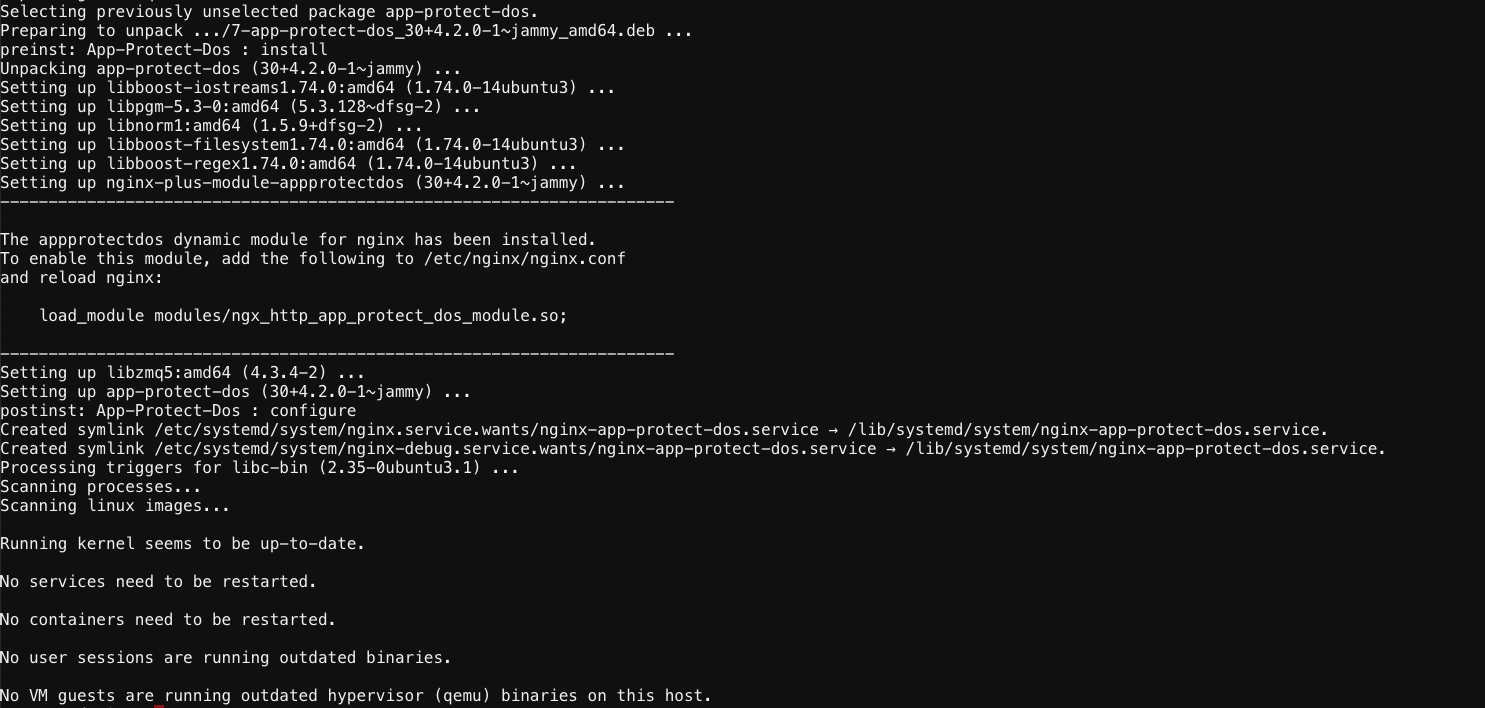 Selecting previously unselected package app-protect-dos.
Preparing to unpack .../7-app-protect-dos_30+4.2.0-1~jammy_amd64.deb ...
preinst: App-Protect-Dos : install
Unpacking app-protect-dos (30+4.2.0-1~jammy) ...
Setting up libboost-iostreams1.74.0:amd64 (1.74.0-14ubuntu3) ...
Setting up libpgm-5.3-0:amd64 (5.3.128~dfsg-2) ...
Setting up libnorm1:amd64 (1.5.9+dfsg-2) ...
Setting up libboost-filesystem1.74.0:amd64 (1.74.0-14ubuntu3) ...
Setting up libboost-regex1.74.0:amd64 (1.74.0-14ubuntu3) ...
Setting up nginx-plus-module-appprotectdos (30+4.2.0-1~jammy) ...
----------------------------------------------------------------------
The appprotectdos dynamic module for nginx has been installed.
To enable this module, add the following to /etc/nginx/nginx.conf
and reload nginx:
    load_module modules/ngx_http_app_protect_dos_module.so;
----------------------------------------------------------------------
Setting up libzmq5:amd64 (4.3.4-2) ...
Setting up app-protect-dos (30+4.2.0-1~jammy) ...
postinst: App-Protect-Dos : configure
Created symlink /etc/systemd/system/nginx.service.wants/nginx-app-protect-dos.service → /lib/systemd/system/nginx-app-protect-dos.service.
Created symlink /etc/systemd/system/nginx-debug.service.wants/nginx-app-protect-dos.service → /lib/systemd/system/nginx-app-protect-dos.service.
Processing triggers for libc-bin (2.35-0ubuntu3.1) ...
Scanning processes...
Scanning linux images...
Running kernel seems to be up-to-date.
No services need to be restarted.
No containers need to be restarted.
No user sessions are running outdated binaries.
No VM guests are running outdated hypervisor (qemu) binaries on this host.